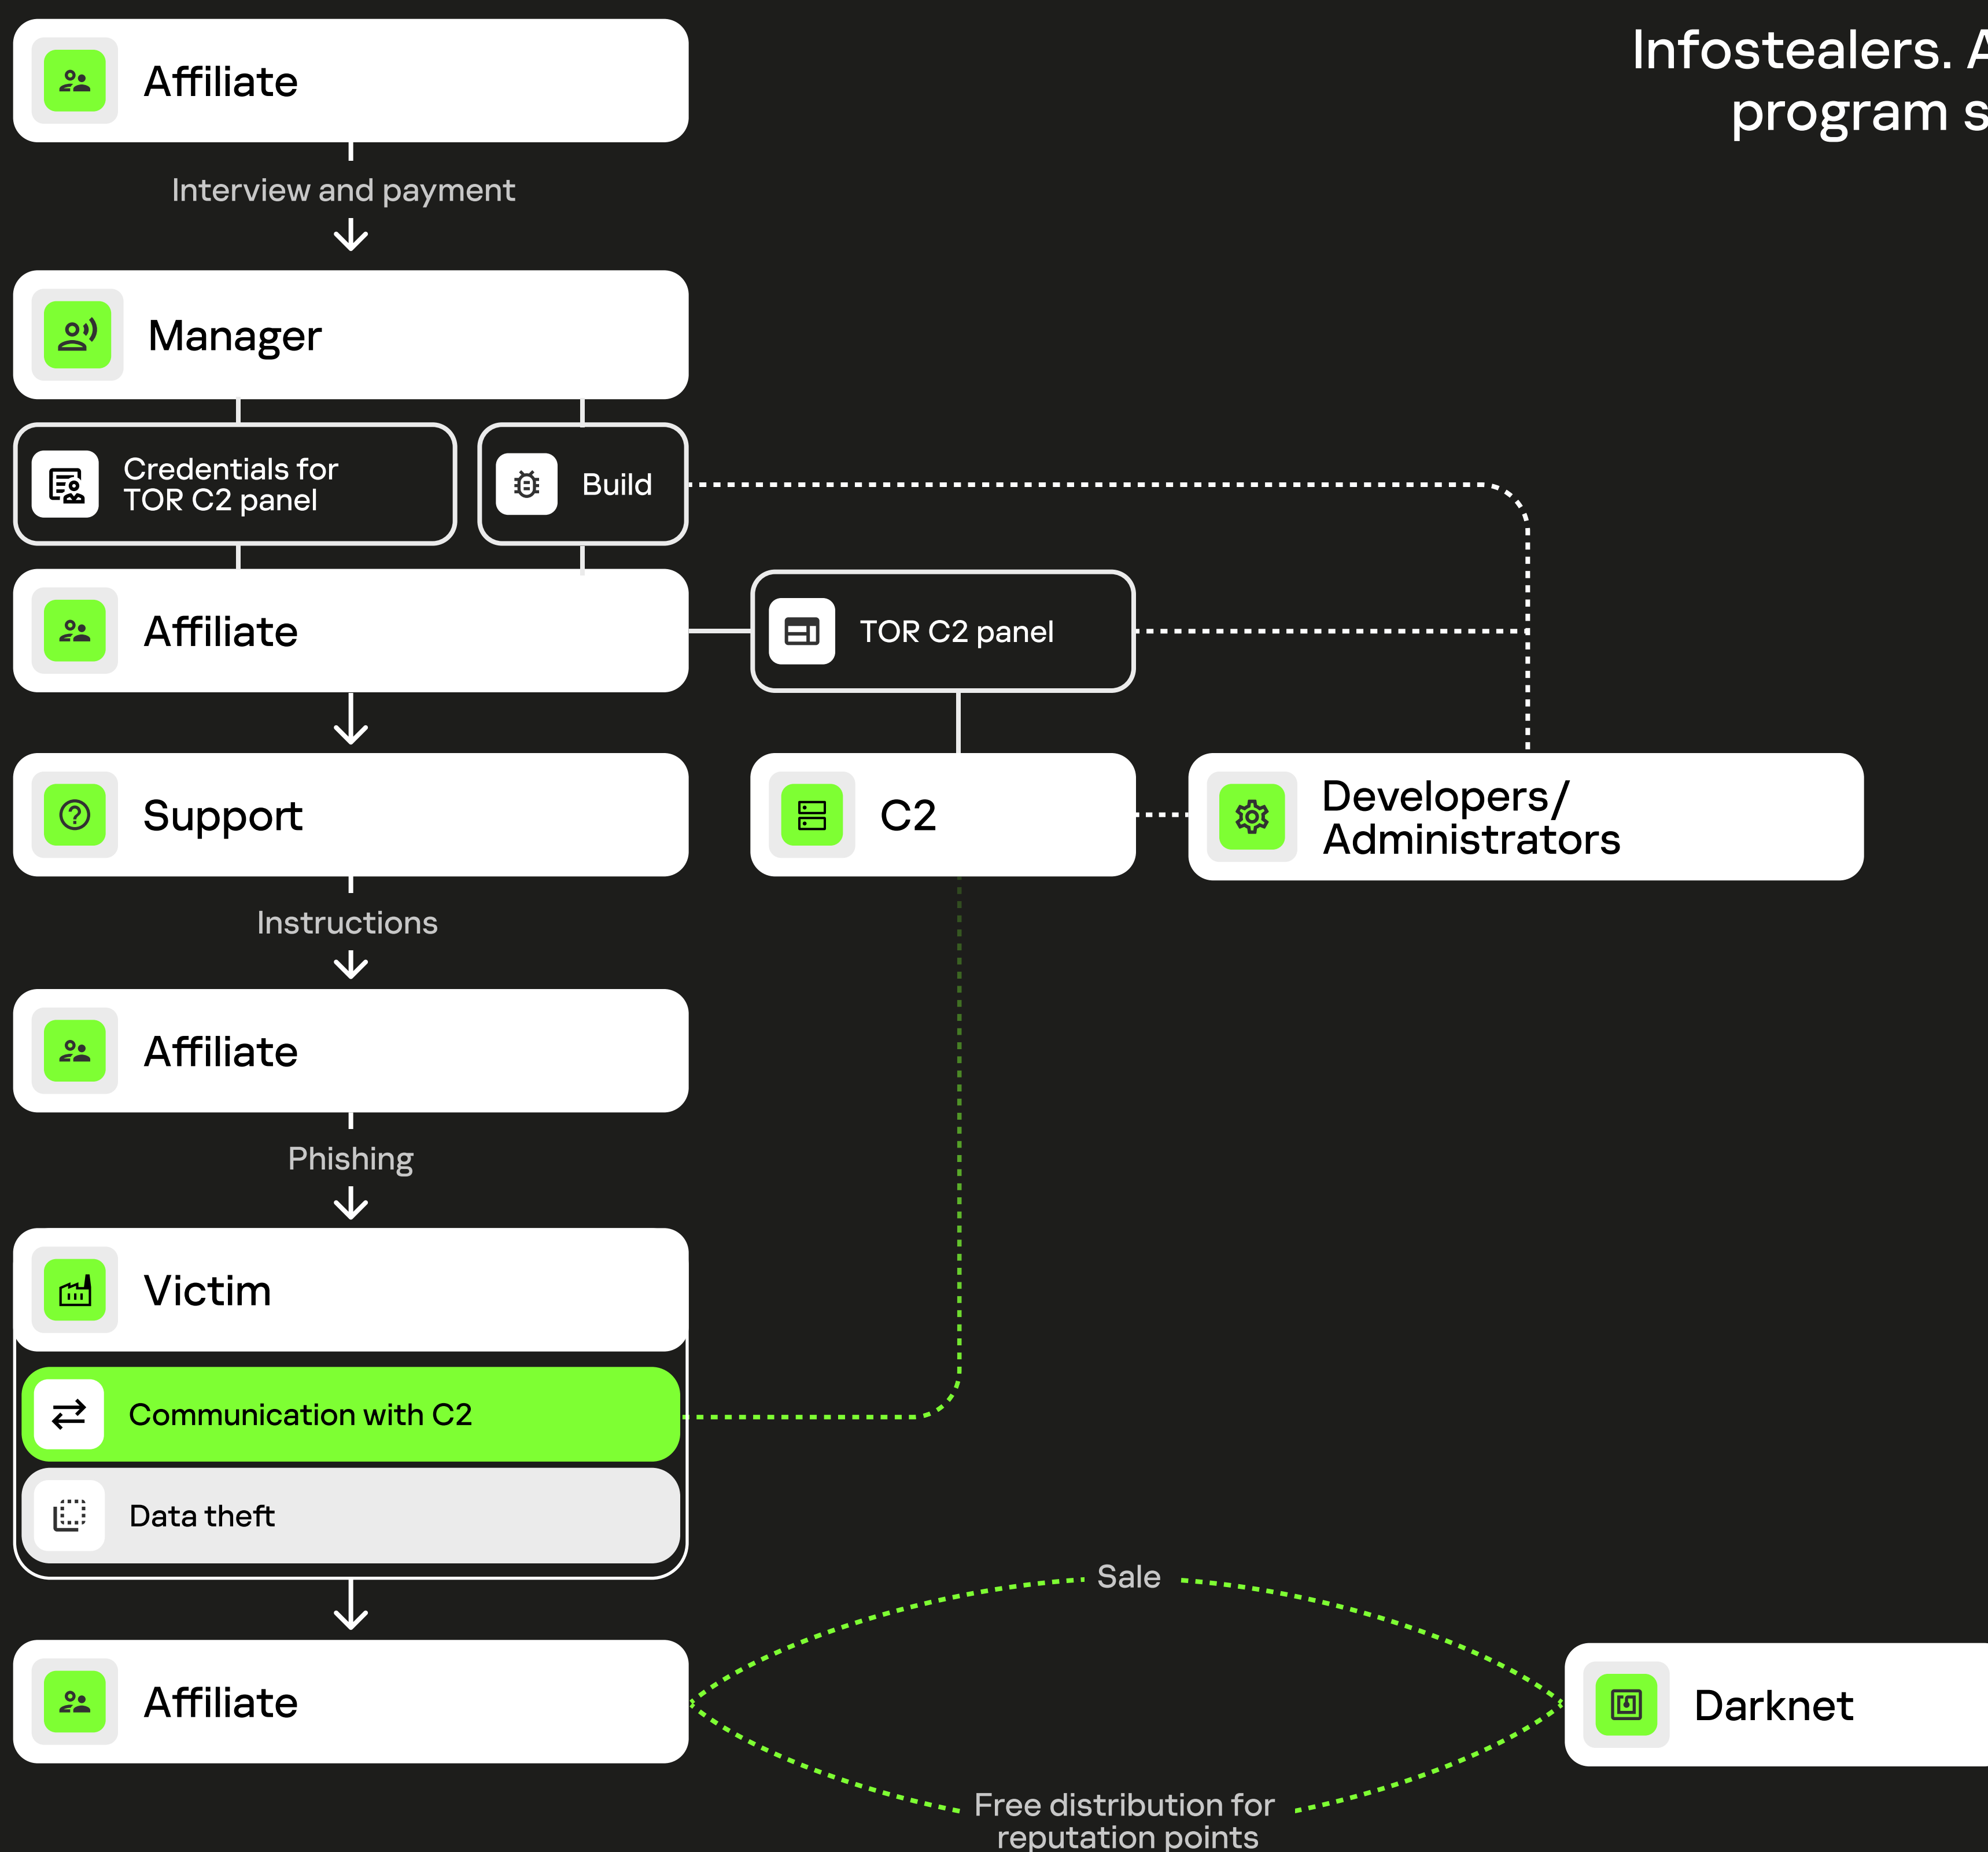 Infostealers. A
program s
Affiliate
Interview and payment
Manager
Credentials for
TOR C2 panel
Build
Affiliate
TOR C2 panel
Support
C2
Developers/
Administrators
Instructions
Affiliate
Phishing
Victim
Communication with C2
Data theft
Sale
Affiliate
Darknet
Free distribution for
reputation points